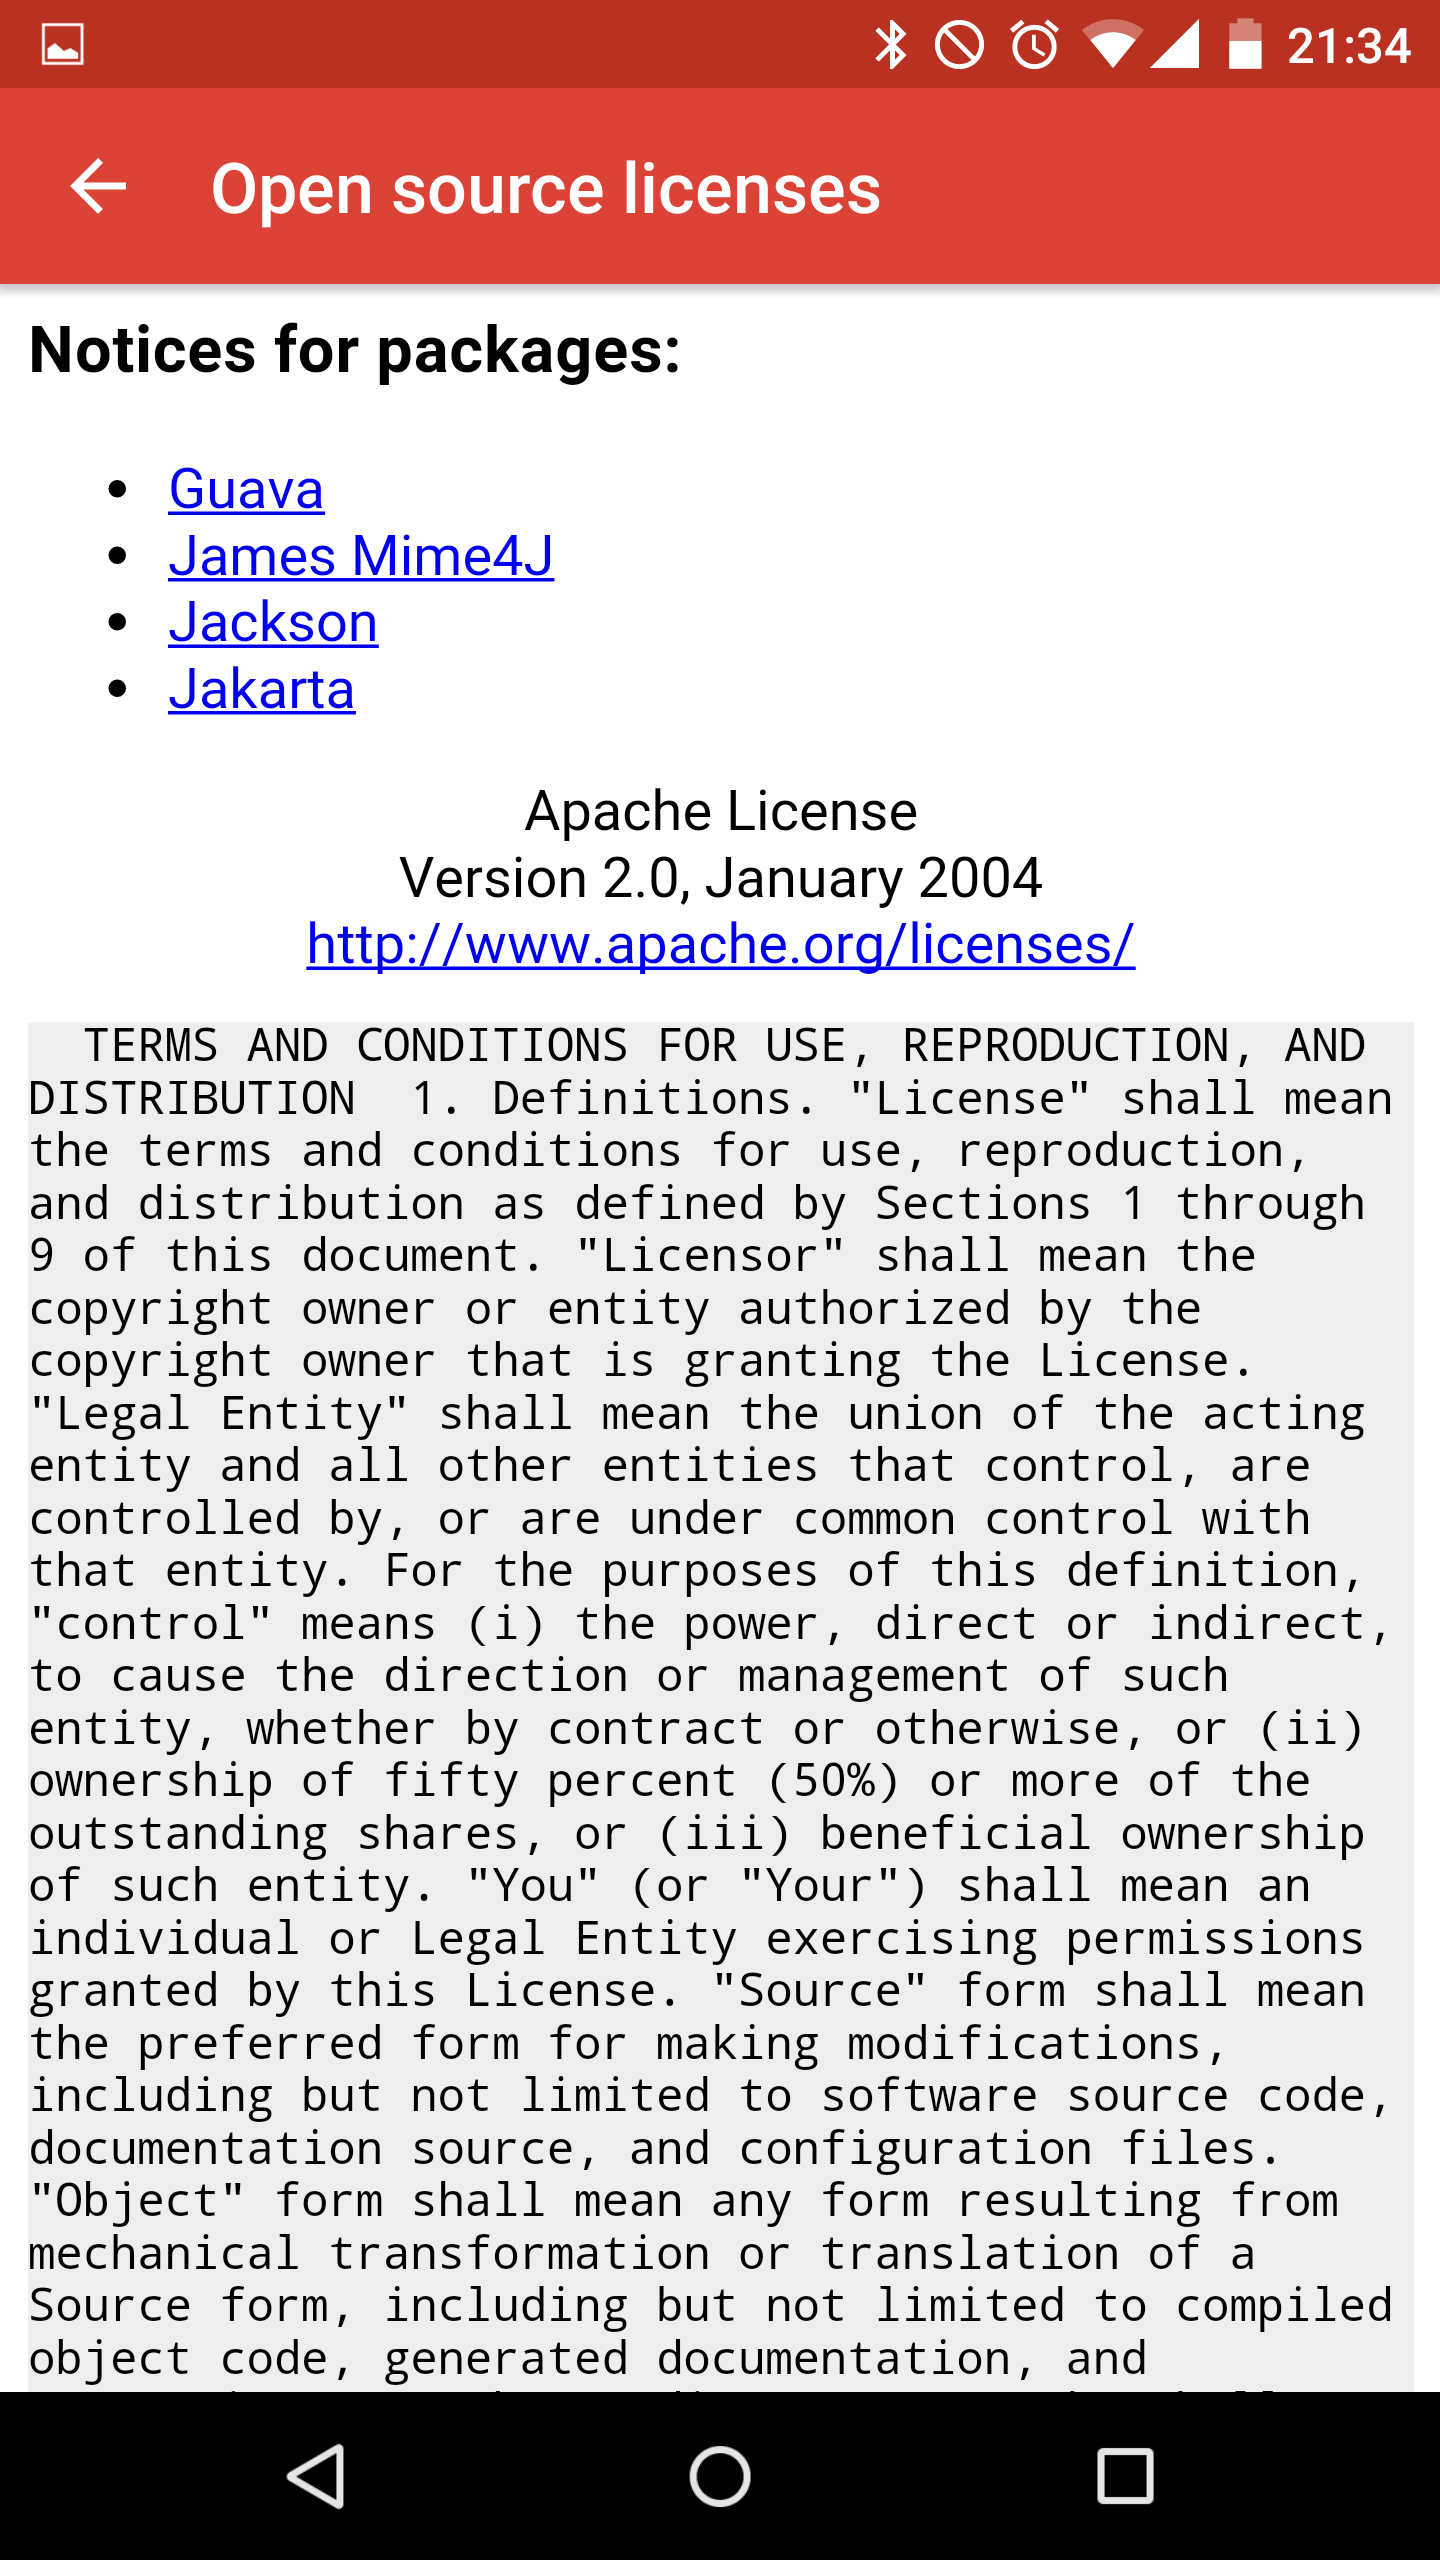 21:34
Open source licenses
Notices for packages:
Guava
James Mime4J
Jackson
Jakarta
Apache License
Version 2.0, January 2004
http://www.apache.org/licenses/
TERMS AND CONDITIONS FOR USE, REPRODUCTION, AND
DISTRIBUTION  1. Definitions. "License" shall mean
the terms and conditions for use, reproduction,
and distribution as defined by Sections 1 through
9 of this document. "Licensor" shall mean the
copyright owner or entity authorized by the
copyright owner that is granting the License.
"Legal Entity" shall mean the union of the acting
entity and all other entities that control, are
controlled by, or are under common control with
that entity. For the purposes of this definition,
"control" means (i) the power, direct or indirect,
to cause the direction or management of such
entity, whether by contract or otherwise, or (ii)
ownership of fifty percent (50%) or more of the
outstanding shares, or (iii) beneficial ownership
of such entity. "You" (or "Your") shall mean an
individual or Legal Entity exercising permissions
granted by this License. "Source" form shall mean
the preferred form for making modifications,
including but not limited to software source code,
documentation source, and configuration files.
"Object" form shall mean any form resulting from
mechanical transformation or translation of a
Source form, including but not limited to compiled
object code, generated documentation, and